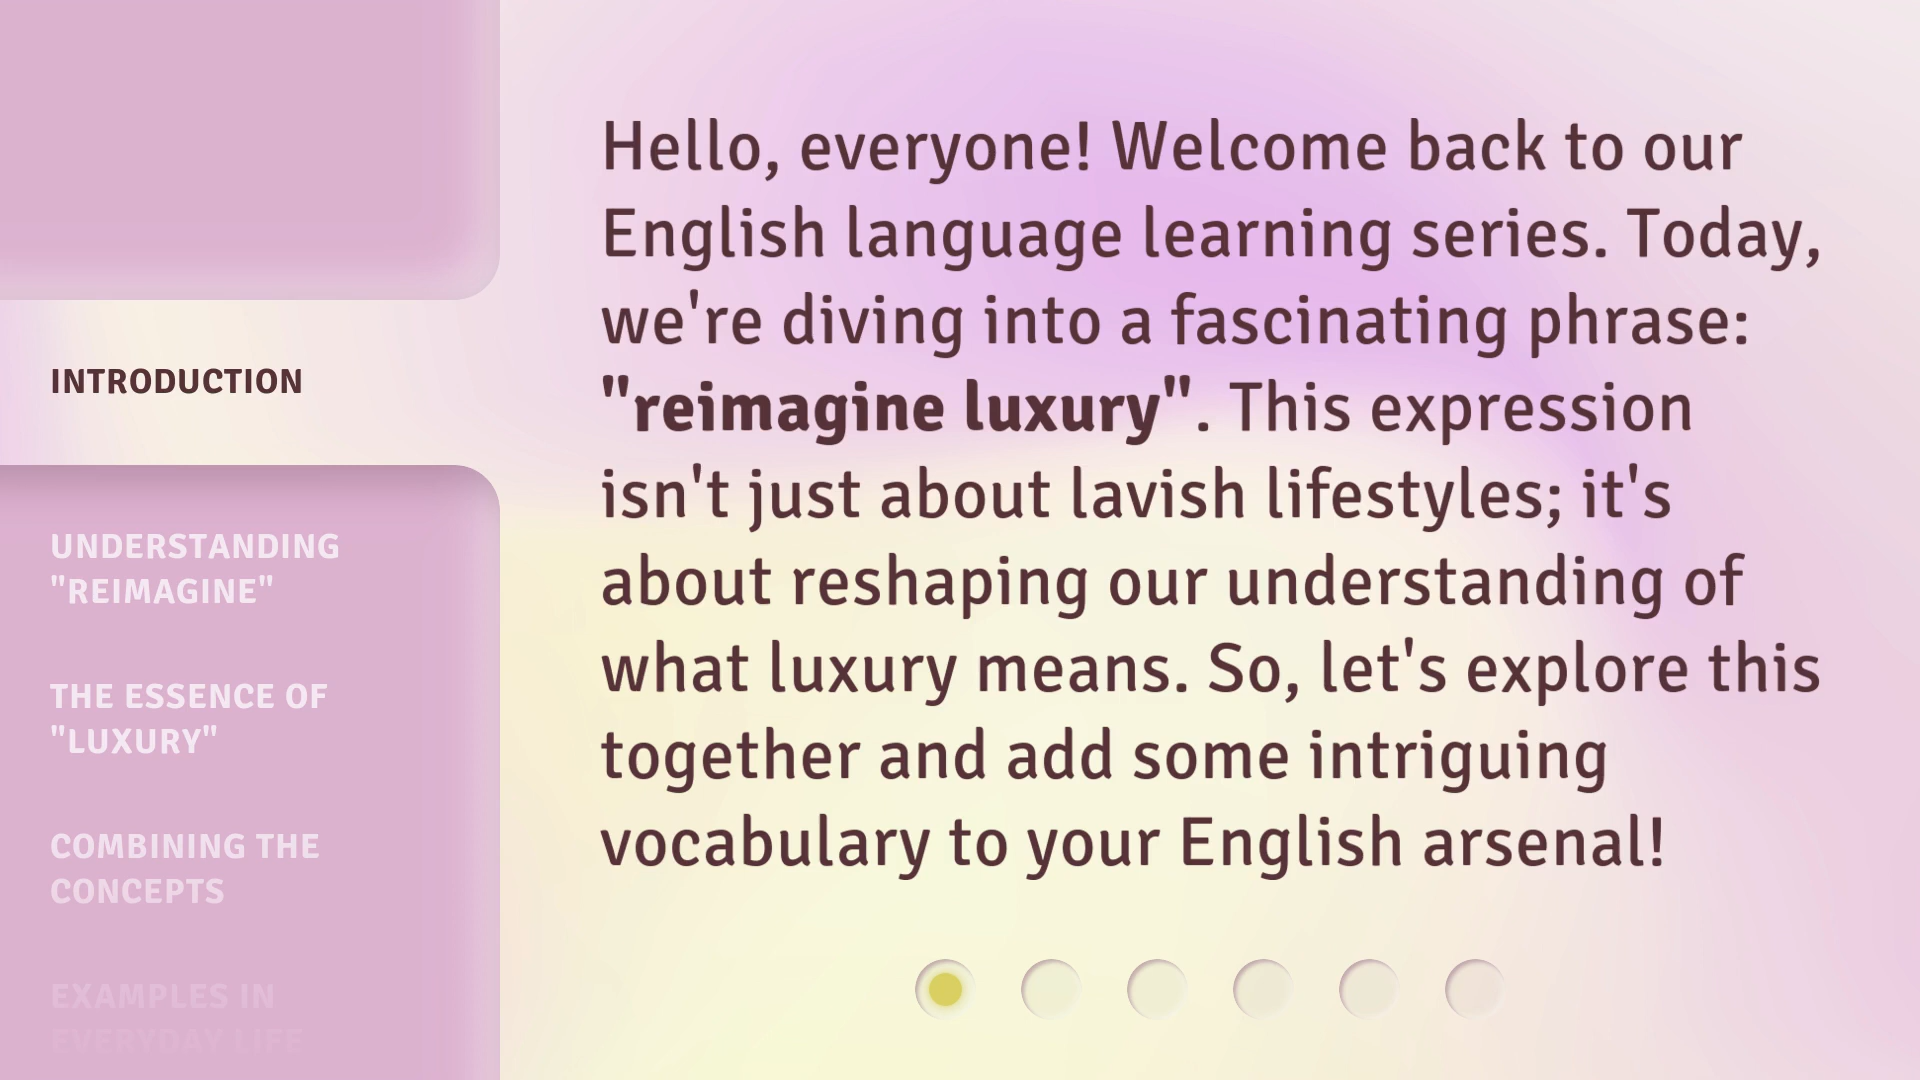 INTRODUCTION
UNDERSTANDING
"REIMAGINE"
THE ESSENCE OF
"LUXURY"
COMBINING THE
CONCEPTS
EXAMPLES IN
EVERYDAY LIFE
Hello, everyone! Welcome back to our
English language learning series. Today,
we're diving into a fascinating phrase:
"reimagine luxury". This expression
isn't just about lavish lifestyles; it's
about reshaping our understanding of
what luxury means. So, let's explore this
together and add some intriguing
vocabulary to your English arsenal!